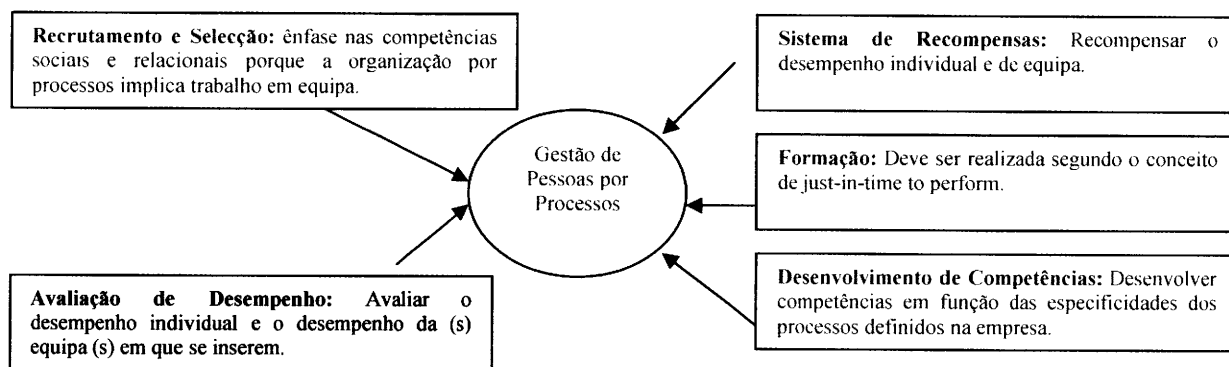 Recrutamento e Selecção: ênfase nas competências
sociais e relacionais porque a organização por
processos implica trabalho em equipa.
Avaliação de Desempenho: Avaliar o
desempenho individual e o desempenho da (s)
equipa (s) em que se inserem.
Gestão de
Pessoas por
Processos
Sistema de Recompensas: Recompensar o
desempenho individual e de equipa.
Formação: Deve ser realizada segundo o conceito
de just-in-time to perform.
Desenvolvimento de Competências: Desenvolver
competências em função das especificidades dos
processos definidos na empresa.